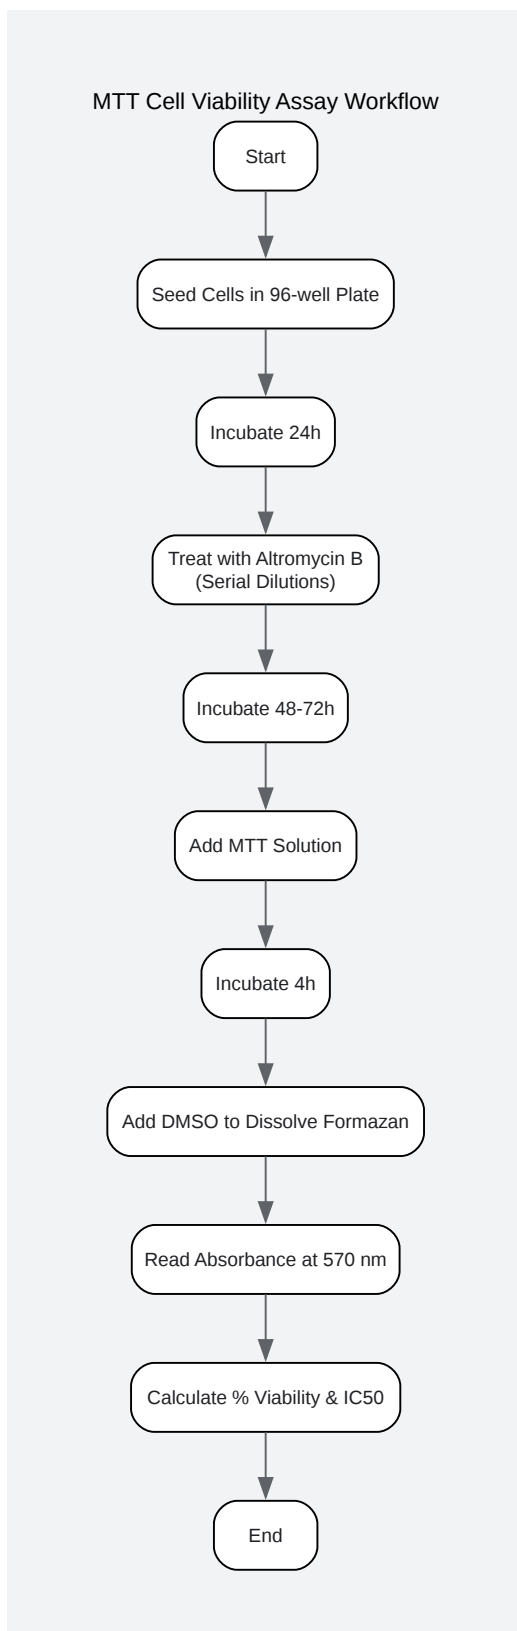 MTT Cell Viability Assay Workflow
Start
Seed Cells in 96-well Plate
Incubate 24h
Treat with Altromycin B
(Serial Dilutions)
Incubate 48-72h
Add MTT Solution
Incubate 4h
Add DMSO to Dissolve Formazan
Read Absorbance at 570 nm
Calculate % Viability & IC50
End